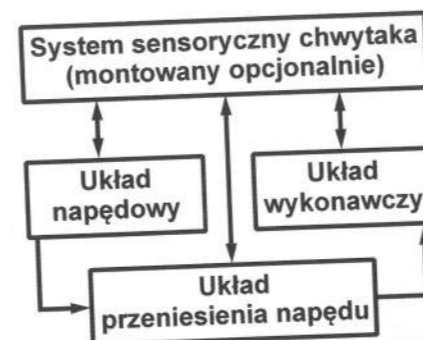 System sensoryczny chwytaka
(montowany opcjonalnie)
Układ
napędowy
Układ
wykonawczy
Układ
przeniesienia napędu